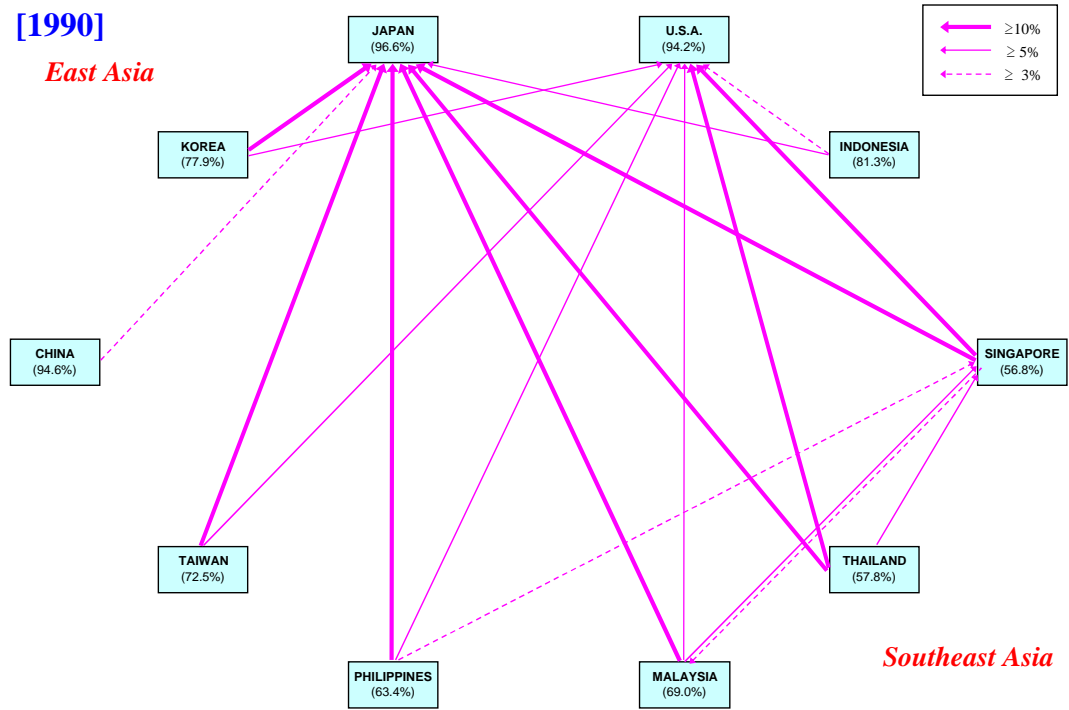 [1990]
East Asia
JAPAN
(96.6%)
U.S.A.
(94.2%)
≥10%
≥ 5%
≥ 3%
KOREA
(77.9%)
INDONESIA
(81.3%)
CHINA
(94.6%)
SINGAPORE
(56.8%)
TAIWAN
(72.5%)
THAILAND
(57.8%)
PHILIPPINES
(63.4%)
MALAYSIA
(69.0%)
Southeast Asia